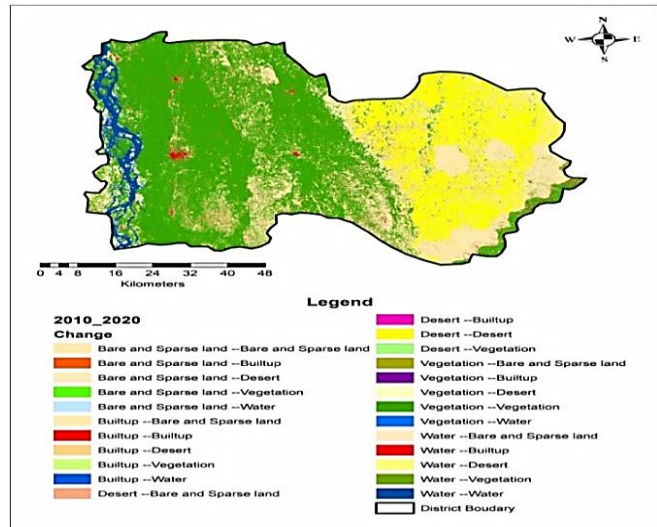 N
W E
S
0 4 8 16 24 32 40 48
Kilometers
Legend
2010_2020
Change
Bare and Sparse land --Bare and Sparse land
Bare and Sparse land --Builtup
Bare and Sparse land --Desert
Bare and Sparse land --Vegetation
Bare and Sparse land --Water
Builtup --Bare and Sparse land
Builtup --Builtup
Builtup --Desert
Builtup --Vegetation
Builtup --Water
Desert --Bare and Sparse land
Desert --Builtup
Desert --Desert
Desert --Vegetation
Vegetation --Bare and Sparse land
Vegetation --Builtup
Vegetation --Desert
Vegetation --Vegetation
Vegetation --Water
Water --Bare and Sparse land
Water --Builtup
Water --Desert
Water --Vegetation
Water --Water
District Boudary